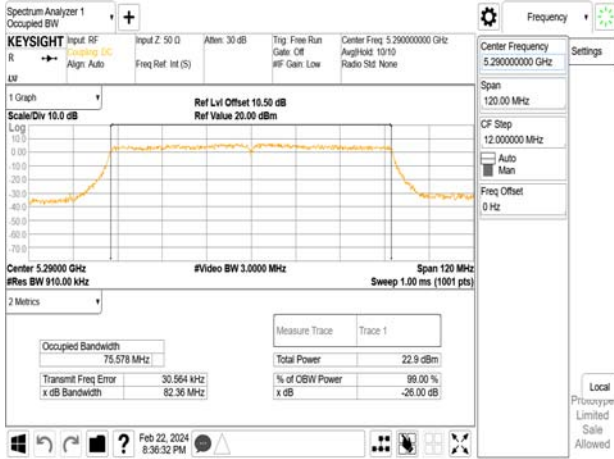 Spectrum Analyzer 1
Occupied BW
Frequency
KEYSIGHT
R
LXI
Input: RF
Coupling: DC
Align: Auto
Input Z: 50 Ω
Freq Ref: Int (S)
Atten: 30 dB
Trig: Free Run
Gate: Off
#IF Gain: Low
Center Freq: 5.290000000 GHz
Avg|Hold: 10/10
Radio Std: None
Center Frequency
5.290000000 GHz
Settings
Span
120.00 MHz
CF Step
12.000000 MHz
Auto
Man
Freq Offset
0 Hz
1 Graph
Scale/Div 10.0 dB
Ref Lvl Offset 10.50 dB
Ref Value 20.00 dBm
Log
10.0
0.00
-10.0
-20.0
-30.0
-40.0
-50.0
-60.0
-70.0
Center 5.29000 GHz
#Res BW 910.00 kHz
#Video BW 3.0000 MHz
Span 120 MHz
Sweep 1.00 ms (1001 pts)
2 Metrics
Measure Trace Trace 1
Occupied Bandwidth
75.578 MHz
Total Power 22.9 dBm
Transmit Freq Error 30.564 kHz
% of OBW Power 99.00 %
x dB Bandwidth 82.36 MHz
x dB -26.00 dB
Local
Prototype
Limited
Sale
Allowed
Feb 22, 2024
8:36:32 PM